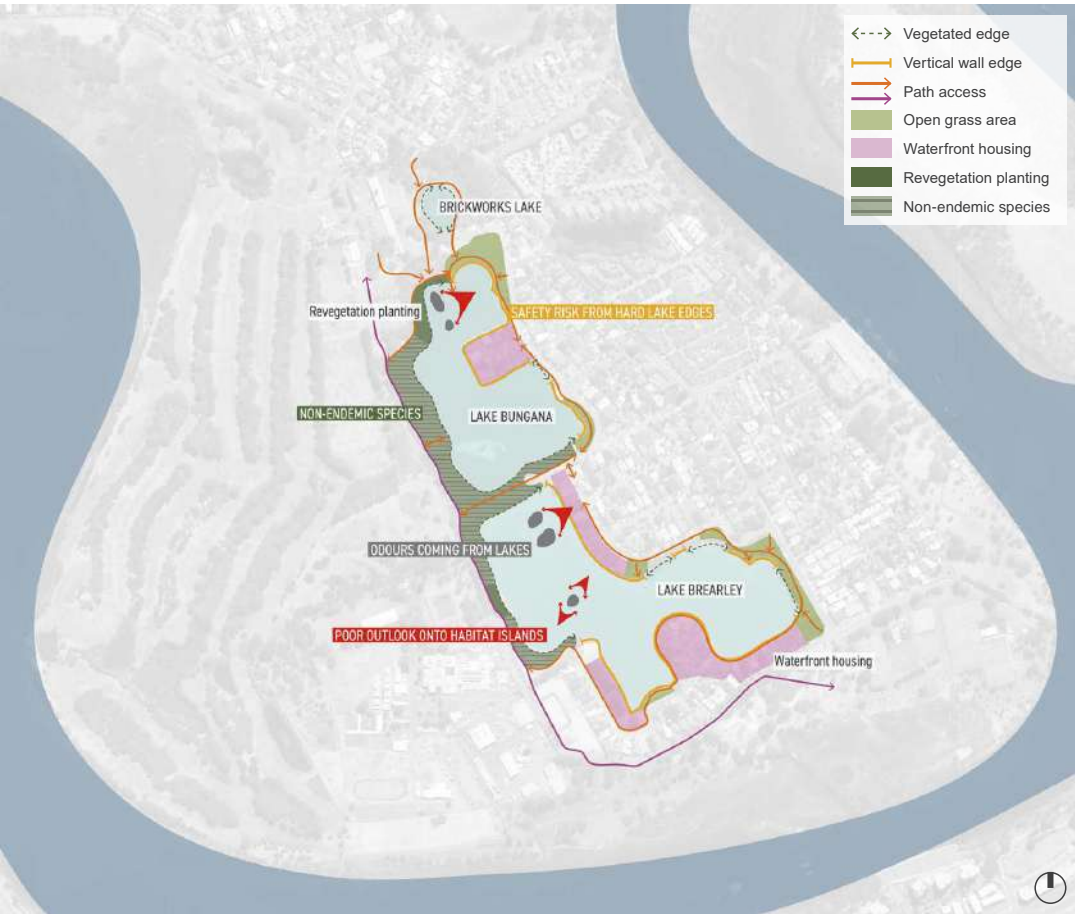 Vegetated edge
Vertical wall edge
Path access
Open grass area
Waterfront housing
Revegetation planting
Non-endemic species
BRICKWORKS LAKE
Revegetation planting
SAFETY RISK FROM HARD LAKE EDGES
NON-ENDEMIC SPECIES
LAKE BUNGANA
ODOURS COMING FROM LAKES
LAKE BREARLEY
POOR OUTLOOK ONTO HABITAT ISLANDS
Waterfront housing